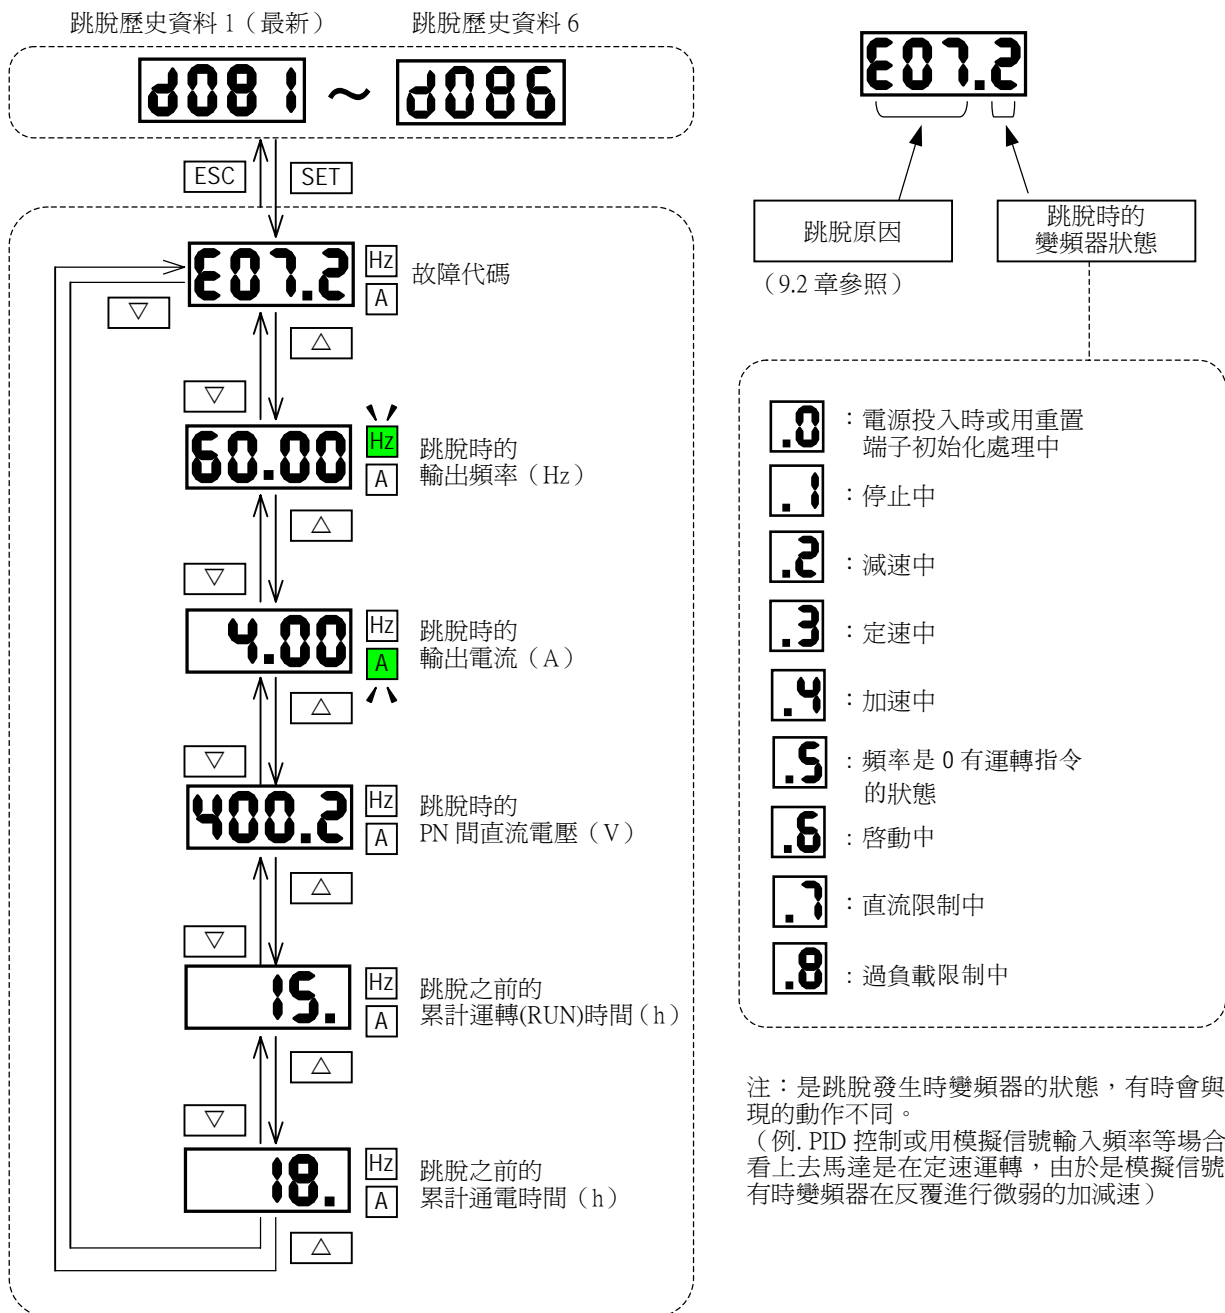 跳脫歷史資料 1（最新）
跳脫歷史資料 6
d081 ～ d086
ESC
SET
E07.2
Hz
A
故障代碼
▽
△
▽
60.00
Hz
A
跳脫時的
輸出頻率（Hz）
△
▽
4.00
Hz
A
跳脫時的
輸出電流（A）
△
▽
400.2
Hz
A
跳脫時的
PN 間直流電壓（V）
△
▽
15.
Hz
A
跳脫之前的
累計運轉(RUN)時間（h）
△
▽
18.
Hz
A
跳脫之前的
累計通電時間（h）
△
E07.2
跳脫原因
（9.2 章參照）
跳脫時的
變頻器狀態
.0 ：電源投入時或用重置
端子初始化處理中
.1 ：停止中
.2 ：減速中
.3 ：定速中
.4 ：加速中
.5 ：頻率是 0 有運轉指令
的狀態
.6 ：啓動中
.7 ：直流限制中
.8 ：過負載限制中
注：是跳脫發生時變頻器的狀態，有時會與
現的動作不同。
（例. PID 控制或用模擬信號輸入頻率等場合
看上去馬達是在定速運轉，由於是模擬信號
有時變頻器在反覆進行微弱的加減速）